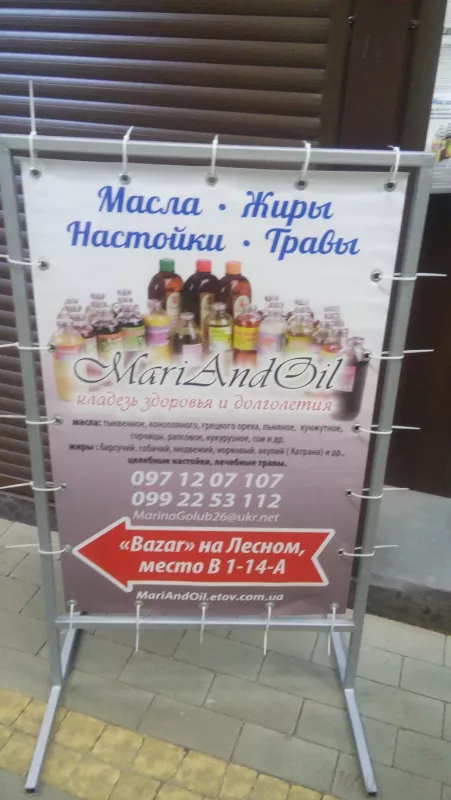 Масла • Жиры
Настойки • Травы
MariAndOil
кладезь здоровья и долголетия
масла: тыквенное, конопляного, грецкого ореха, льняное, кунжутное,
горчицы, рапсовое, кукурузное, сои и др.
жиры : барсучий, собачий, медвежий, норковый, акулий ( Катрана) и др.,
целебные настойки, лечебные травы.
097 12 07 107
099 22 53 112
MarinaGolub26@ukr.net
«Bazar» на Лесном,
место В 1-14-А
MariAndOil.etov.com.ua